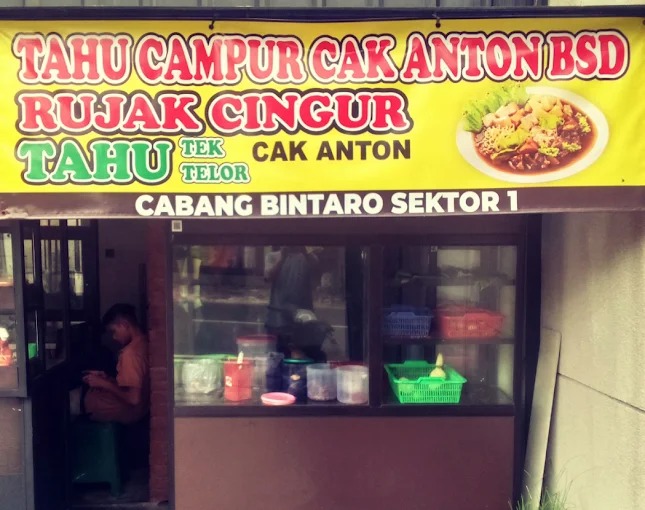 TAHU CAMPUR CAK ANTON BSD
RUJAK CINGUR
TAHU TEK TELOR CAK ANTON
CABANG BINTARO SEKTOR 1